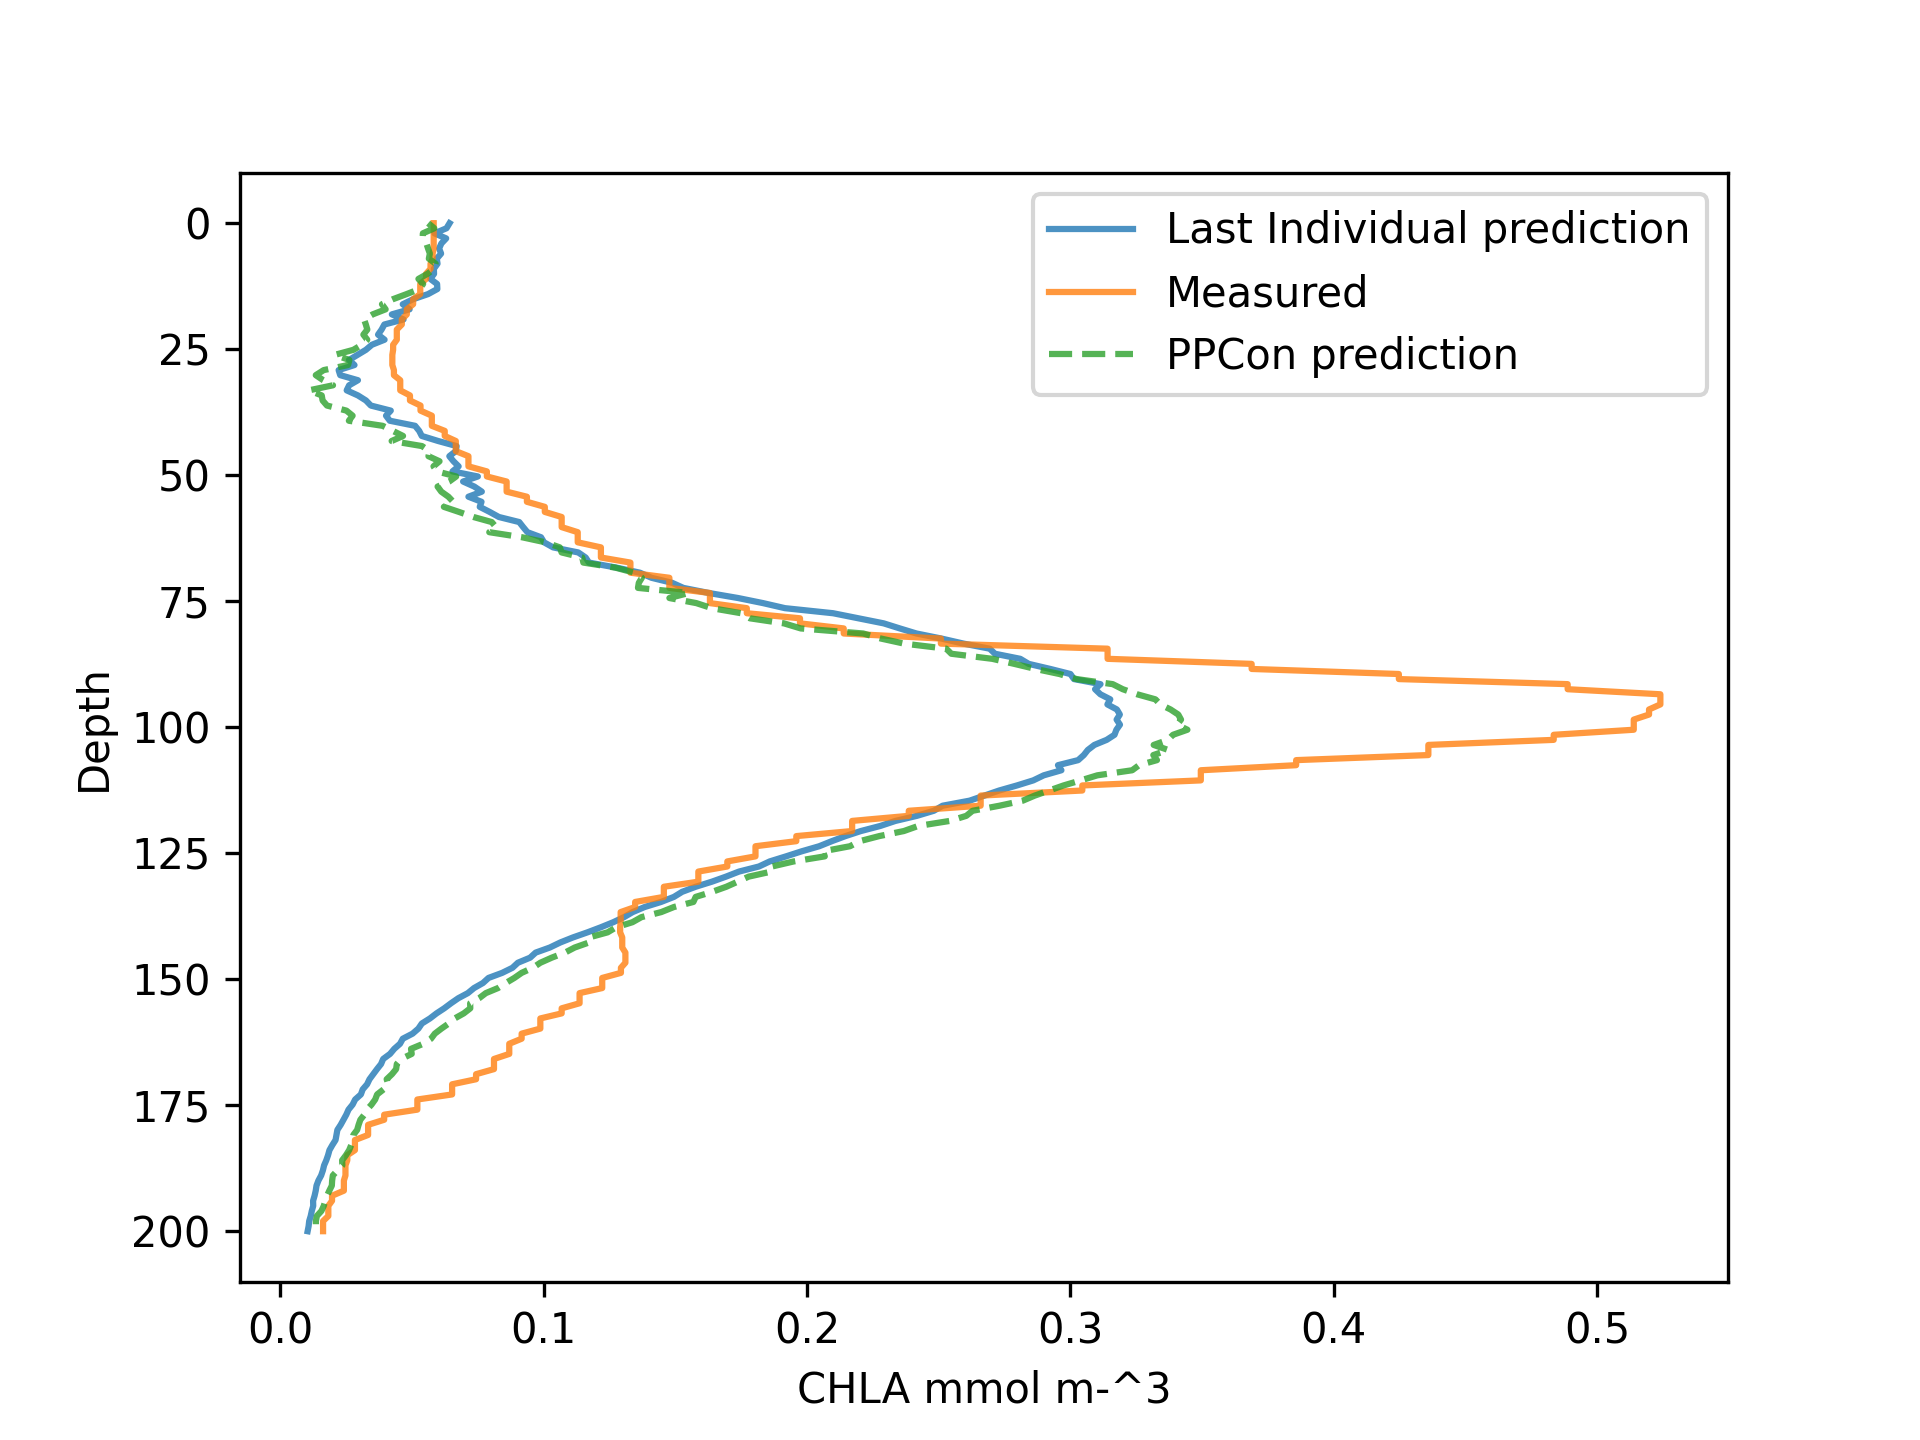 Last Individual prediction
Measured
PPCon prediction
0
25
50
75
100
125
150
175
200
Depth
0.0 0.1 0.2 0.3 0.4 0.5
CHLA mmol m-^3